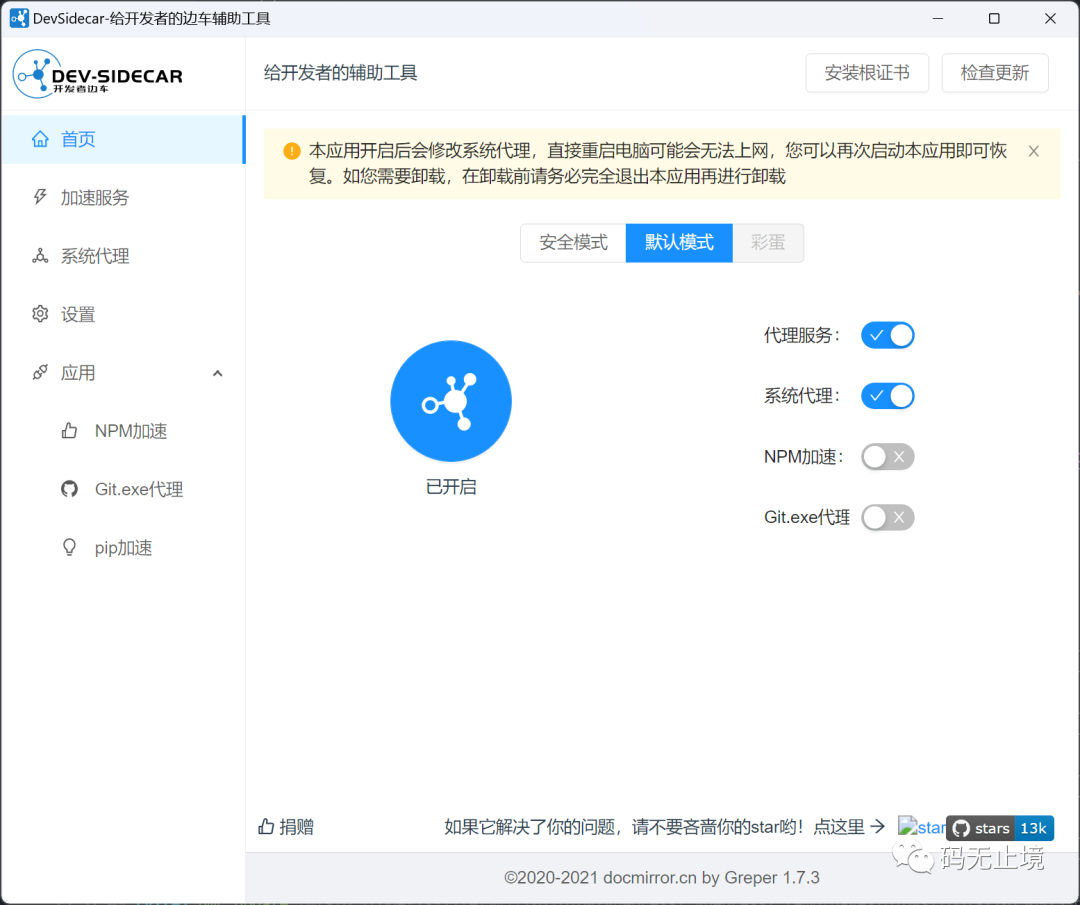 DevSidecar-给开发者的边车辅助工具
DEV-SIDECAR
开发者边车
给开发者的辅助工具
安装根证书
检查更新
首页
加速服务
系统代理
设置
应用
NPM加速
Git.exe代理
pip加速
本应用开启后会修改系统代理，直接重启电脑可能会无法上网，您可以再次启动本应用即可恢
复。如您需要卸载，在卸载前请务必完全退出本应用再进行卸载
安全模式
默认模式
彩蛋
代理服务：
系统代理：
NPM加速：
Git.exe代理
已开启
捐赠
如果它解决了你的问题，请不要吝啬你的star哟！点这里
star
stars 13k
码无止境
©2020-2021 docmirror.cn by Greper 1.7.3